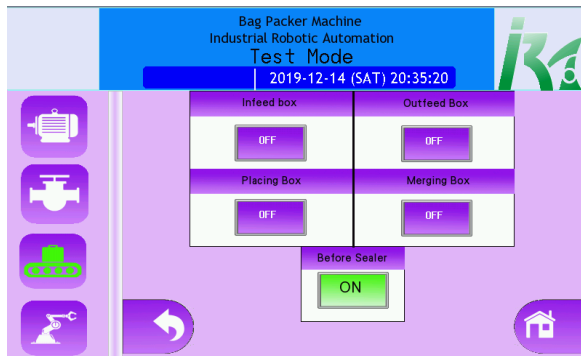 Bag Packer Machine
Industrial Robotic Automation
Test Mode
2019-12-14 (SAT) 20:35:20
Infeed box
Outfeed Box
OFF
OFF
Placing Box
Merging Box
OFF
OFF
Before Sealer
ON